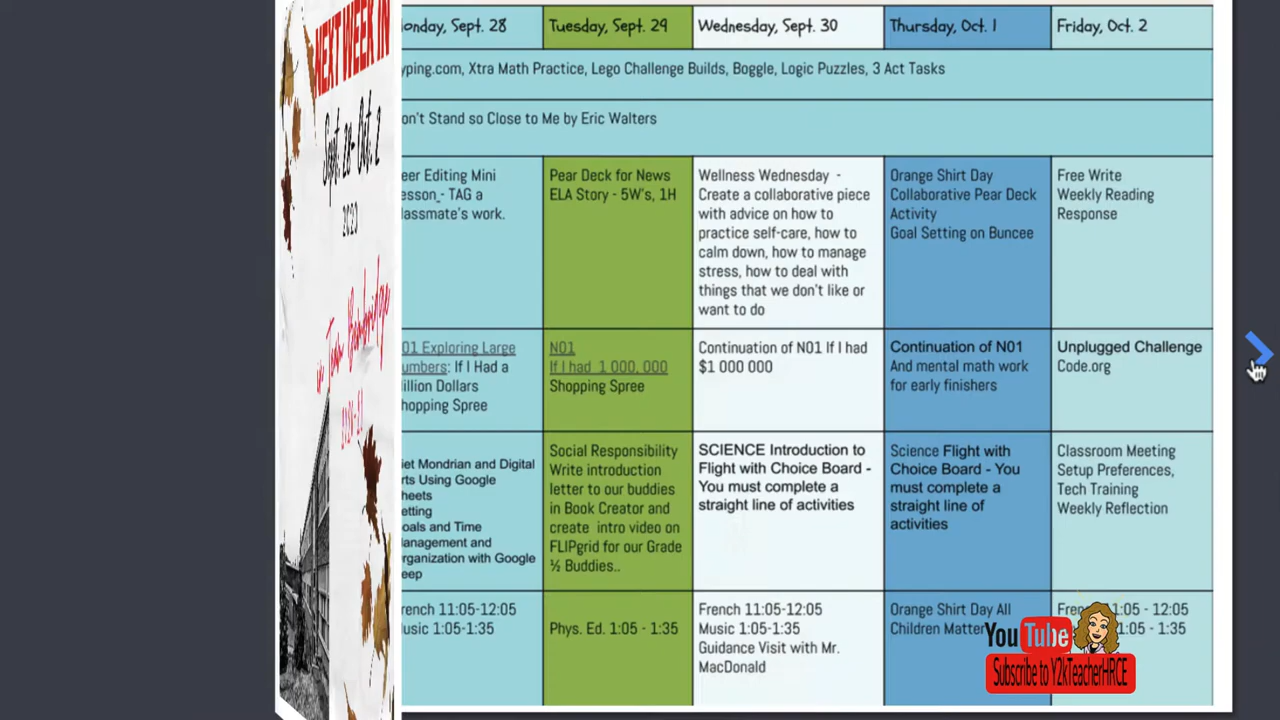 NEXT WEEK IN
Sept. 28- Oct. 2
2020
in Team Bembridge
onday, Sept. 28
Tuesday, Sept. 29
Wednesday, Sept. 30
Thursday, Oct. 1
Friday, Oct. 2
yping.com, Xtra Math Practice, Lego Challenge Builds, Boggle, Logic Puzzles, 3 Act Tasks
on't Stand so Close to Me by Eric Walters
eer Editing Mini
esson - TAG a
lassmate's work.
Pear Deck for News
ELA Story - 5W's, 1H
Wellness Wednesday -
Create a collaborative piece
with advice on how to
practice self-care, how to
calm down, how to manage
stress, how to deal with
things that we don't like or
want to do
Orange Shirt Day
Collaborative Pear Deck
Activity
Goal Setting on Buncee
Free Write
Weekly Reading
Response
01 Exploring Large
umbers: If I Had a
illion Dollars
hopping Spree
N01
If I had 1 000, 000
Shopping Spree
Continuation of N01 If I had
$1 000 000
Continuation of N01
And mental math work
for early finishers
Unplugged Challenge
Code.org
iet Mondrian and Digital
rts Using Google
heets
etting
oals and Time
anagement and
rganization with Google
eep
Social Responsibility
Write introduction
letter to our buddies
in Book Creator and
create intro video on
FLIPgrid for our Grade
½ Buddies..
SCIENCE Introduction to
Flight with Choice Board -
You must complete a
straight line of activities
Science Flight with
Choice Board - You
must complete a
straight line of
activities
Classroom Meeting
Setup Preferences,
Tech Training
Weekly Reflection
rench 11:05-12:05
usic 1:05-1:35
Phys. Ed. 1:05 - 1:35
French 11:05-12:05
Music 1:05-1:35
Guidance Visit with Mr.
MacDonald
Orange Shirt Day All
Children Matter
1:05 - 12:05
1:05 - 1:35
YouTube
Subscribe to Y2kTeacherHRCE